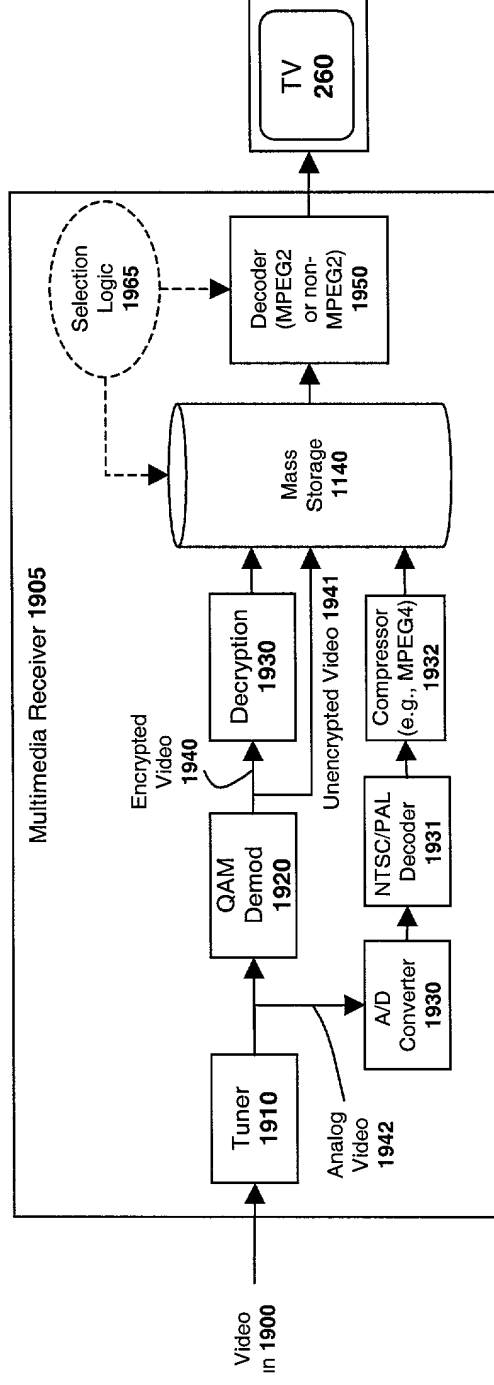 Multimedia Receiver 1905
Video
in 1900
Tuner
1910
Analog
Video
1942
QAM
Demod
1920
Encrypted
Video
1940
Decryption
1930
Unencrypted Video 1941
A/D
Converter
1930
NTSC/PAL
Decoder
1931
Compressor
(e.g., MPEG4)
1932
Mass
Storage
1140
Selection
Logic
1965
Decoder
(MPEG2
or non-
MPEG2)
1950
TV
260